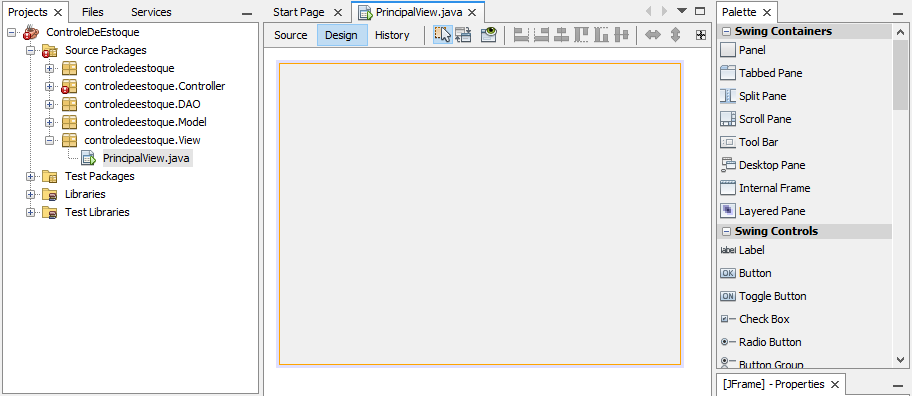 Projects
Files
Services
ControleDeEstoque
Source Packages
controledeestoque
controledeestoque.Controller
controledeestoque.DAO
controledeestoque.Model
controledeestoque.View
PrincipalView.java
Test Packages
Libraries
Test Libraries
Start Page
PrincipalView.java
Source
Design
History
Palette
Swing Containers
Panel
Tabbed Pane
Split Pane
Scroll Pane
Tool Bar
Desktop Pane
Internal Frame
Layered Pane
Swing Controls
label Label
OK Button
ON Toggle Button
Check Box
Radio Button
Button Group
[JFrame] - Properties